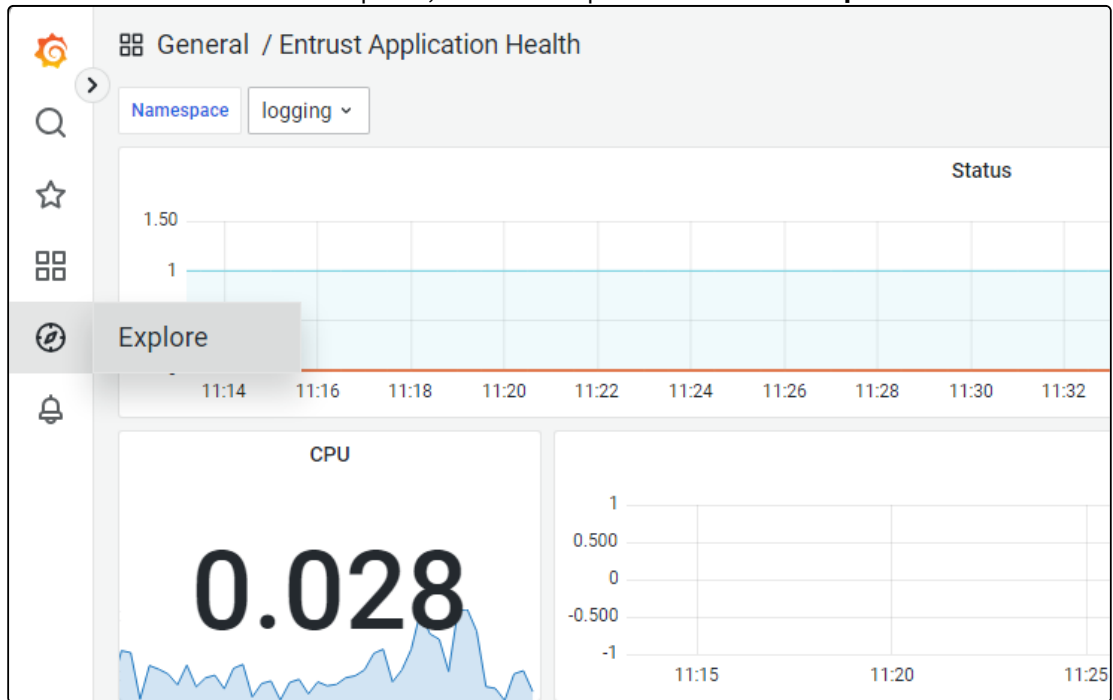 General / Entrust Application Health
Namespace
logging
Status
1.50
1
Explore
11:14 11:16 11:18 11:20 11:22 11:24 11:26 11:28 11:30 11:32
CPU
0.028
1
0.500
0
-0.500
-1
11:15 11:20 11:25